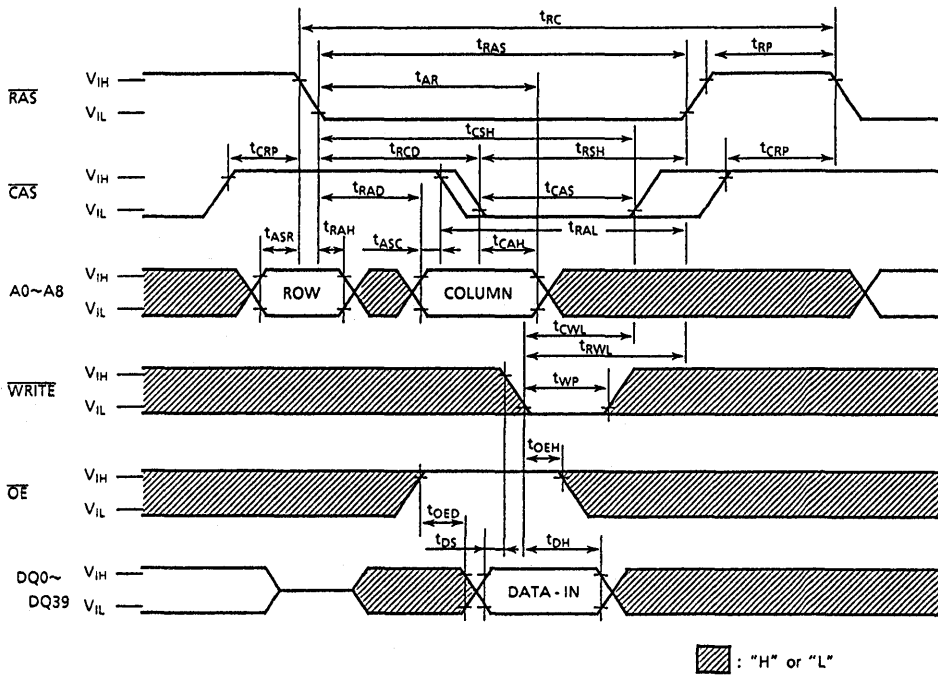 tRC
tRAS
tRP
tAR
RAS
VIH
VIL
tCSH
tCRP
tRCD
tRSH
tCRP
CAS
VIH
VIL
tRAD
tCAS
tRAL
tASR
tRAH
tASC
tCAH
A0~A8
VIH
VIL
ROW
COLUMN
tCWL
tRWL
WRITE
VIH
VIL
tWP
tOEH
OE
VIH
VIL
tOED
tDS
tDH
DQ0~
DQ39
VIH
VIL
DATA-IN
: "H" or "L"